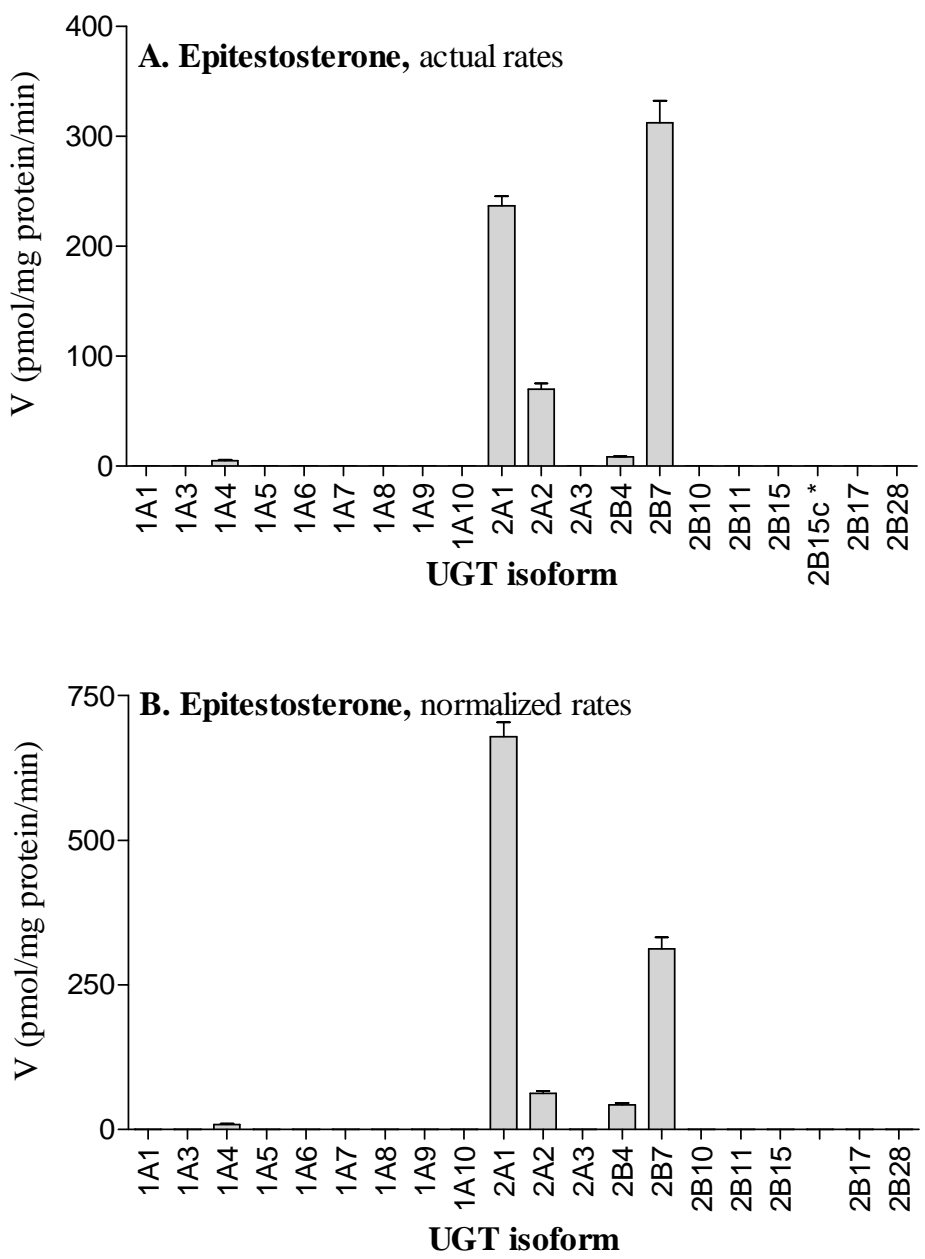 A. Epitestosterone, actual rates
V (pmol/mg protein/min)
400
300
200
100
0
1A1
1A3
1A4
1A5
1A6
1A7
1A8
1A9
1A10
2A1
2A2
2A3
2B4
2B7
2B10
2B11
2B15
2B15c *
2B17
2B28
UGT isoform
B. Epitestosterone, normalized rates
V (pmol/mg protein/min)
750
500
250
0
1A1
1A3
1A4
1A5
1A6
1A7
1A8
1A9
1A10
2A1
2A2
2A3
2B4
2B7
2B10
2B11
2B15
2B17
2B28
UGT isoform